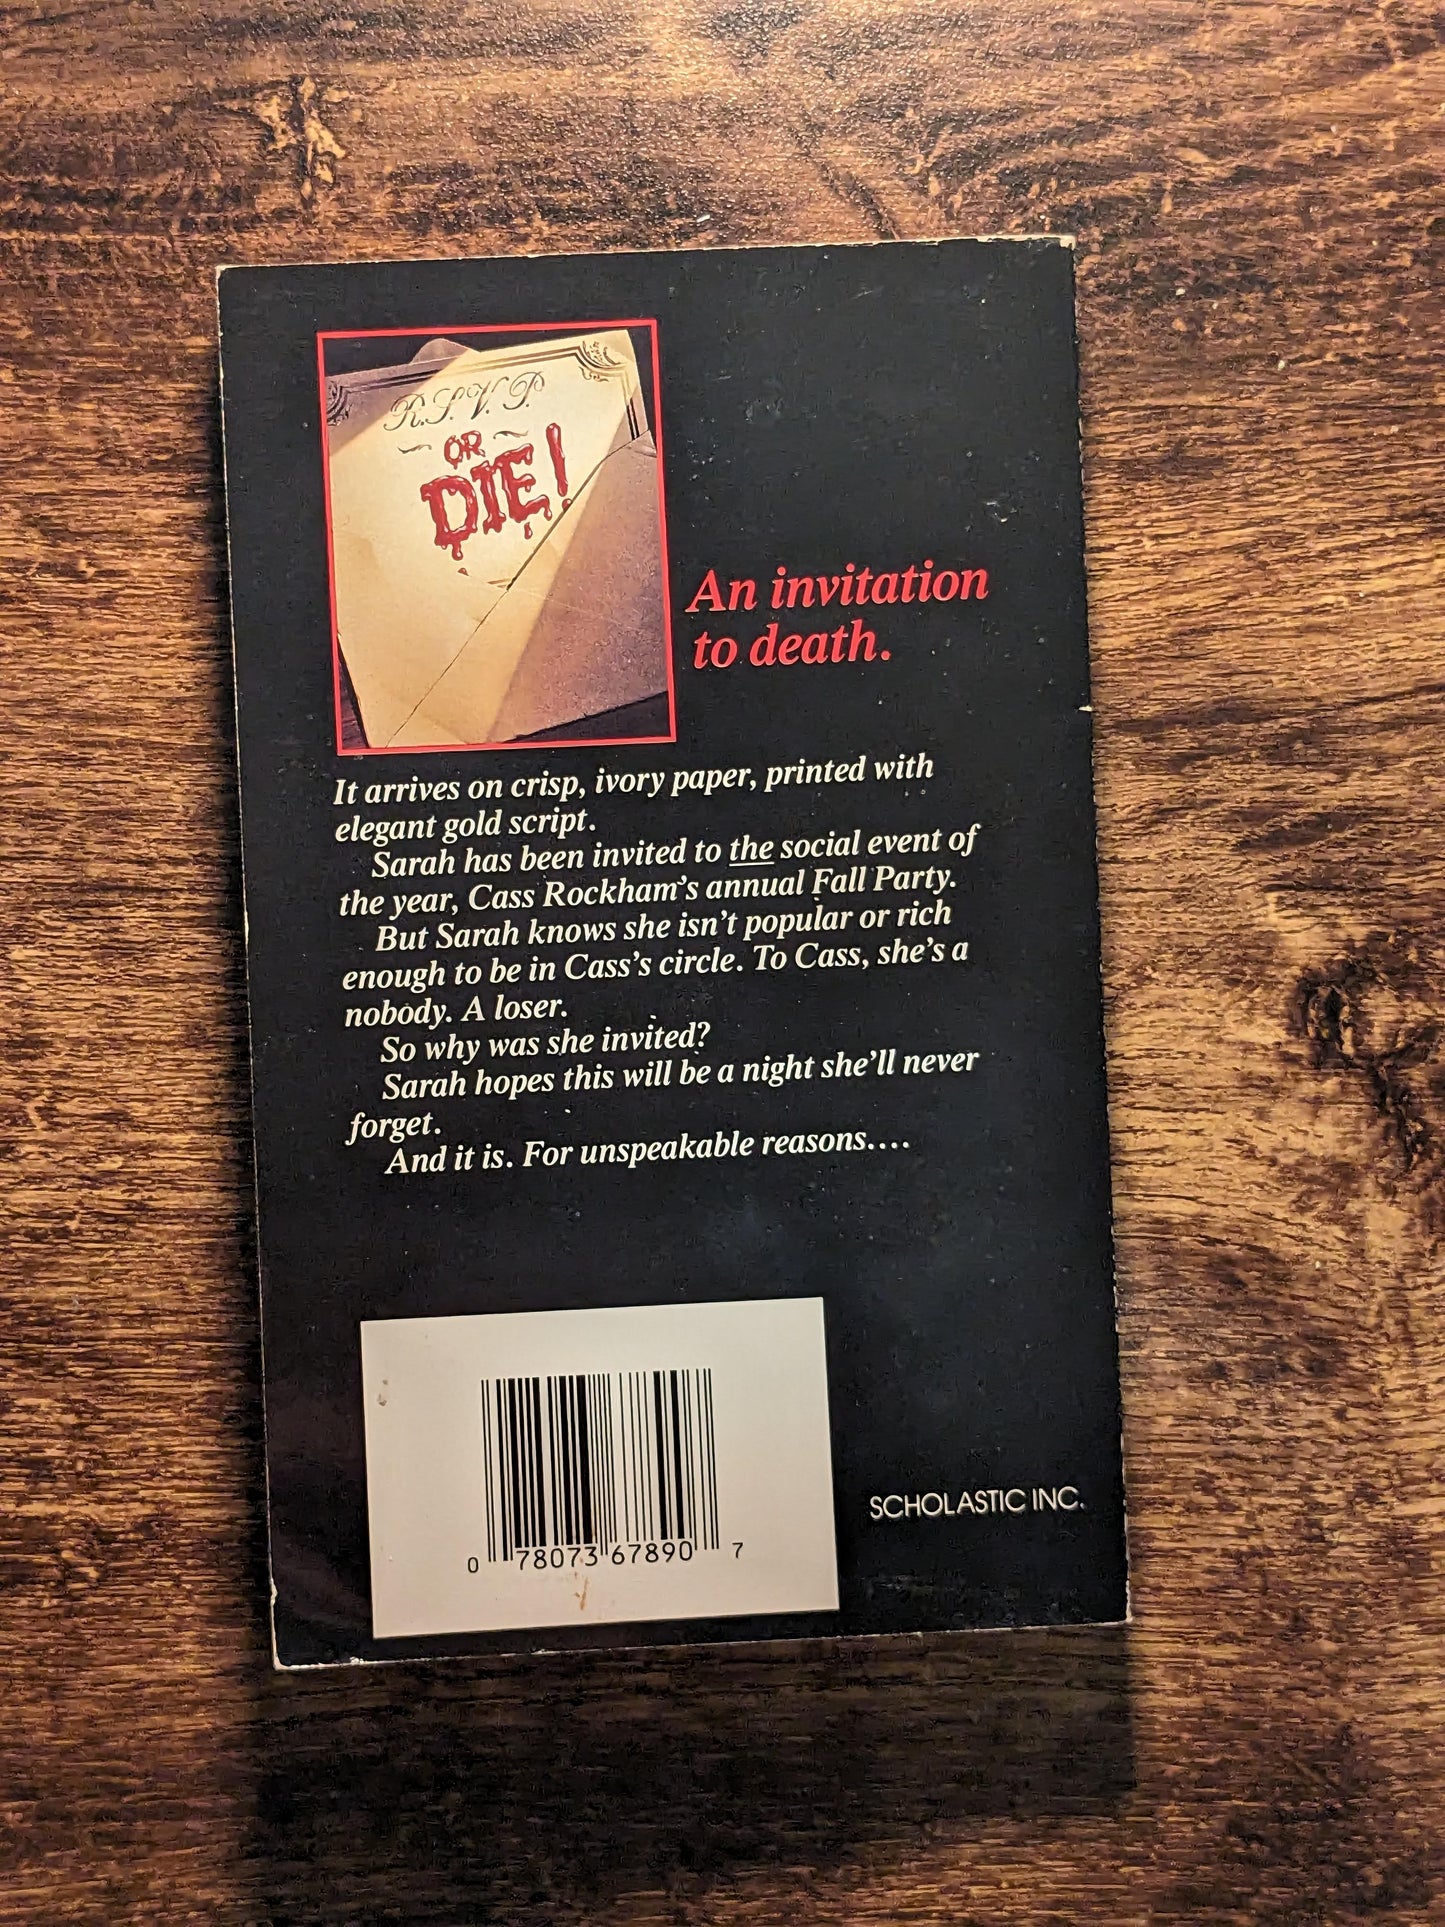 R.S.V.P.
OR
DIE!
An invitation
to death.
It arrives on crisp, ivory paper, printed with
elegant gold script.
Sarah has been invited to the social event of
the year, Cass Rockham's annual Fall Party.
But Sarah knows she isn't popular or rich
enough to be in Cass's circle. To Cass, she's a
nobody. A loser.
So why was she invited?
Sarah hopes this will be a night she'll never
forget.
And it is. For unspeakable reasons....
SCHOLASTIC INC.
0 78073 67890 7